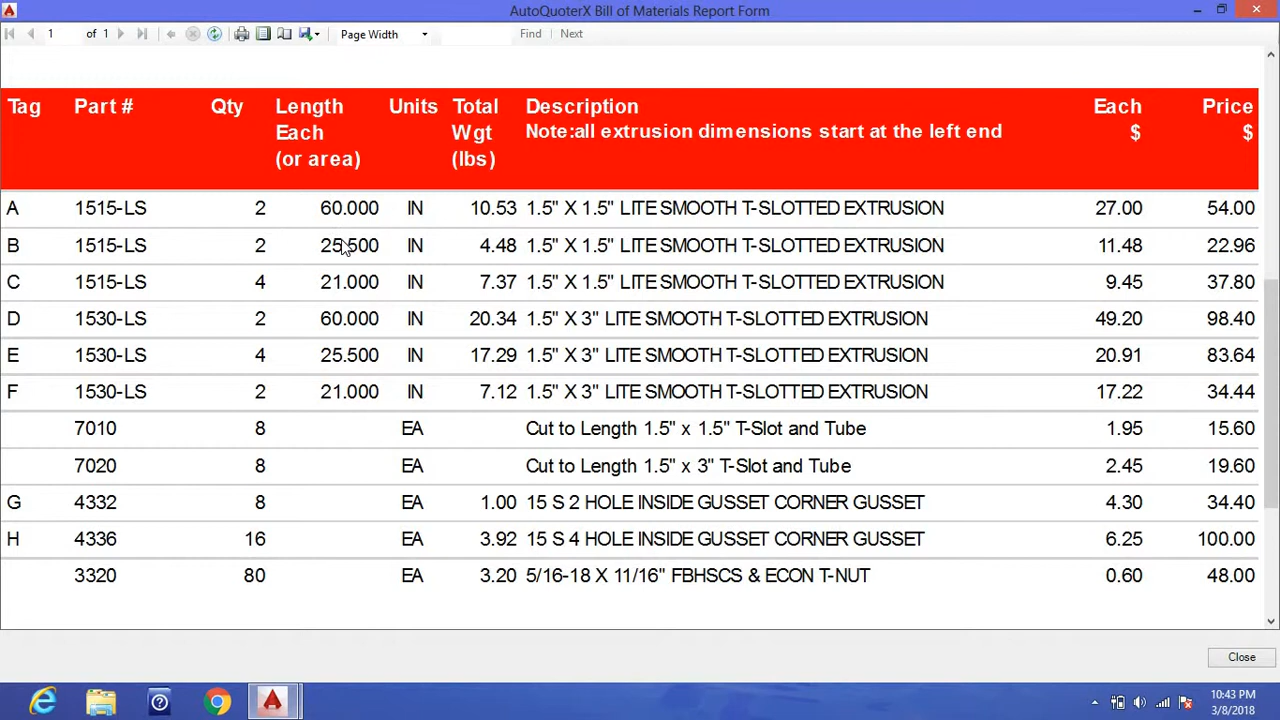 AutoQuoterX Bill of Materials Report Form
1 of 1 Page Width Find Next
Tag Part # Qty Length Each (or area) Units Total Wgt (lbs) Description Note:all extrusion dimensions start at the left end Each $ Price $
A 1515-LS 2 60.000 IN 10.53 1.5" X 1.5" LITE SMOOTH T-SLOTTED EXTRUSION 27.00 54.00
B 1515-LS 2 25.500 IN 4.48 1.5" X 1.5" LITE SMOOTH T-SLOTTED EXTRUSION 11.48 22.96
C 1515-LS 4 21.000 IN 7.37 1.5" X 1.5" LITE SMOOTH T-SLOTTED EXTRUSION 9.45 37.80
D 1530-LS 2 60.000 IN 20.34 1.5" X 3" LITE SMOOTH T-SLOTTED EXTRUSION 49.20 98.40
E 1530-LS 4 25.500 IN 17.29 1.5" X 3" LITE SMOOTH T-SLOTTED EXTRUSION 20.91 83.64
F 1530-LS 2 21.000 IN 7.12 1.5" X 3" LITE SMOOTH T-SLOTTED EXTRUSION 17.22 34.44
7010 8 EA Cut to Length 1.5" x 1.5" T-Slot and Tube 1.95 15.60
7020 8 EA Cut to Length 1.5" x 3" T-Slot and Tube 2.45 19.60
G 4332 8 EA 1.00 15 S 2 HOLE INSIDE GUSSET CORNER GUSSET 4.30 34.40
H 4336 16 EA 3.92 15 S 4 HOLE INSIDE GUSSET CORNER GUSSET 6.25 100.00
3320 80 EA 3.20 5/16-18 X 11/16" FBHSCS & ECON T-NUT 0.60 48.00
Close
10:43 PM
3/8/2018